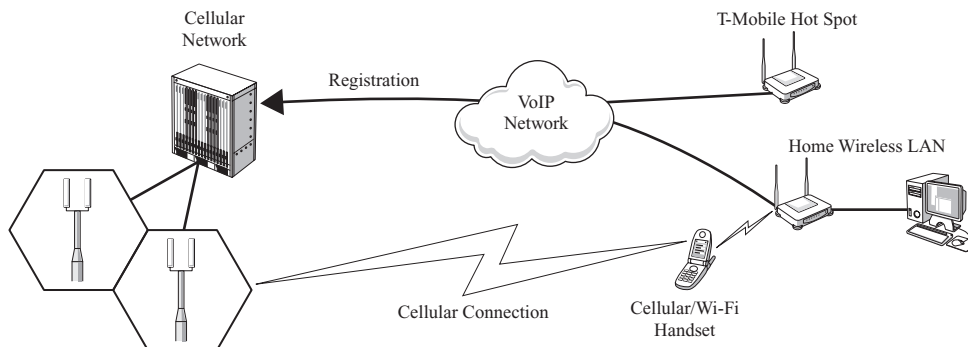 Cellular
Network
T-Mobile Hot Spot
Registration
VoIP
Network
Home Wireless LAN
Cellular Connection
Cellular/Wi-Fi
Handset